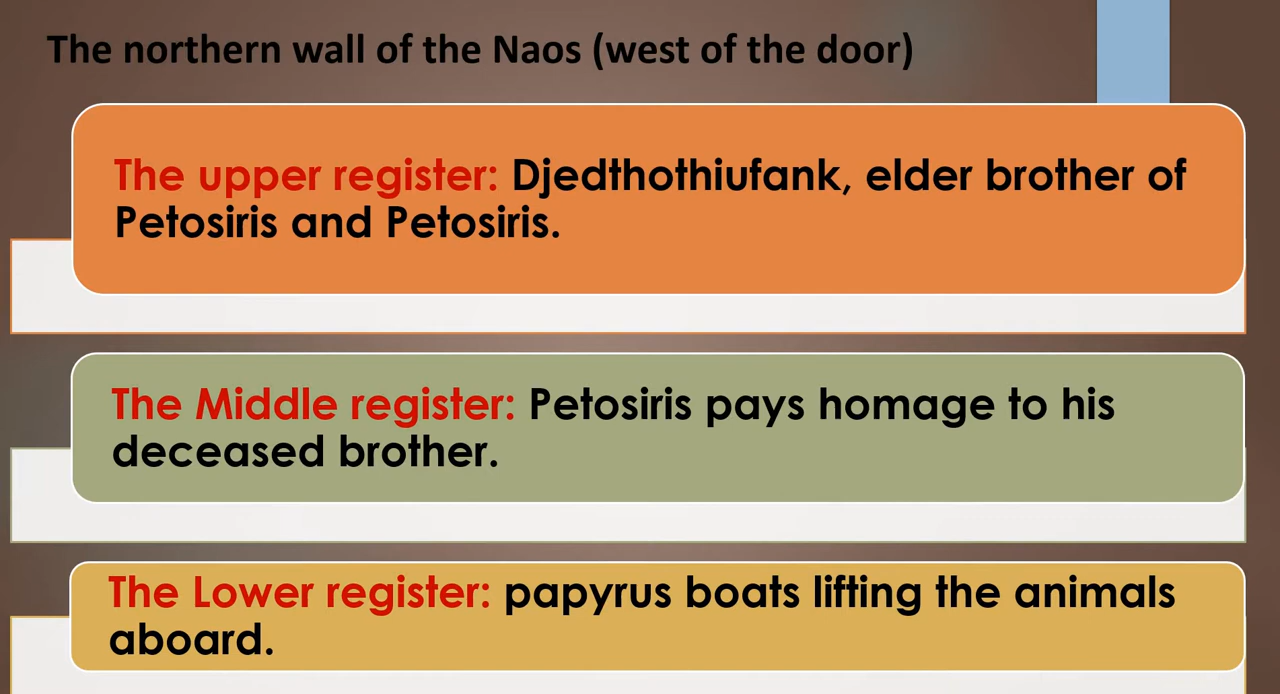 The northern wall of the Naos (west of the door)
The upper register: Djedthothiufank, elder brother of
Petosiris and Petosiris.
The Middle register: Petosiris pays homage to his
deceased brother.
The Lower register: papyrus boats lifting the animals
aboard.